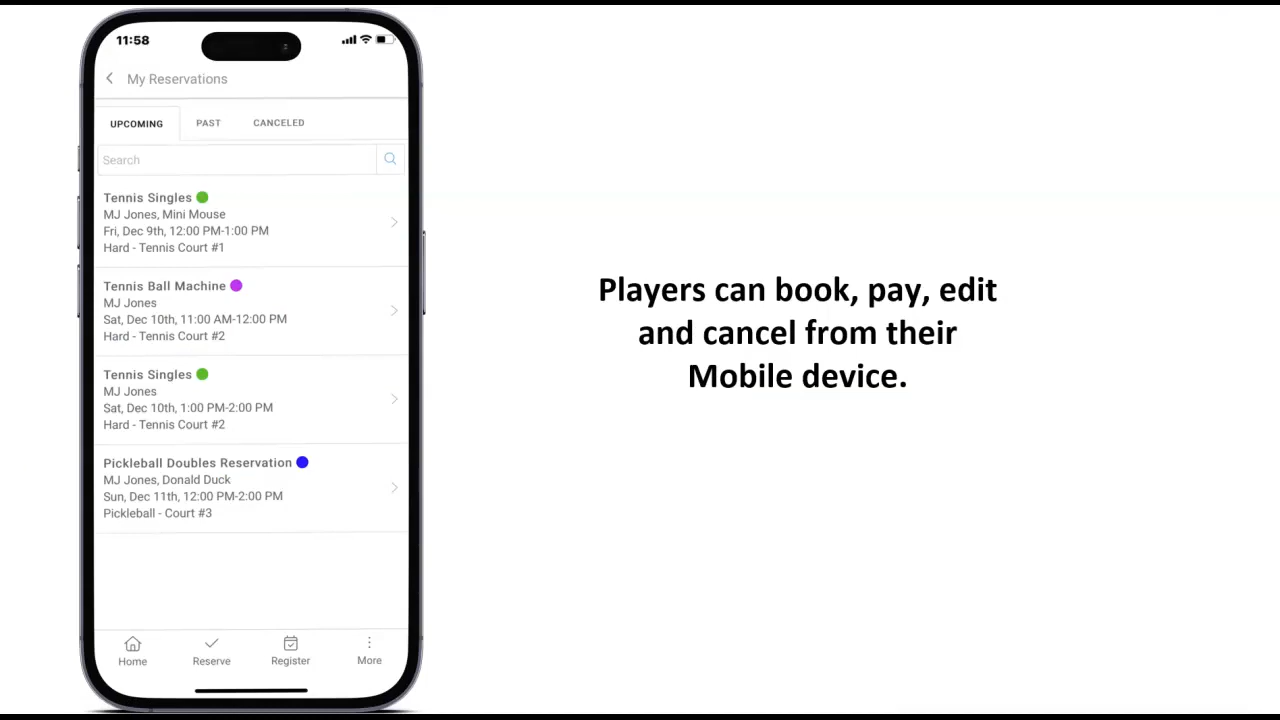 11:58
My Reservations
UPCOMING PAST CANCELED
Search
Tennis Singles
MJ Jones, Mini Mouse
Fri, Dec 9th, 12:00 PM-1:00 PM
Hard - Tennis Court #1
Tennis Ball Machine
MJ Jones
Sat, Dec 10th, 11:00 AM-12:00 PM
Hard - Tennis Court #2
Tennis Singles
MJ Jones
Sat, Dec 10th, 1:00 PM-2:00 PM
Hard - Tennis Court #2
Pickleball Doubles Reservation
MJ Jones, Donald Duck
Sun, Dec 11th, 12:00 PM-2:00 PM
Pickleball - Court #3
Home Reserve Register More
Players can book, pay, edit
and cancel from their
Mobile device.